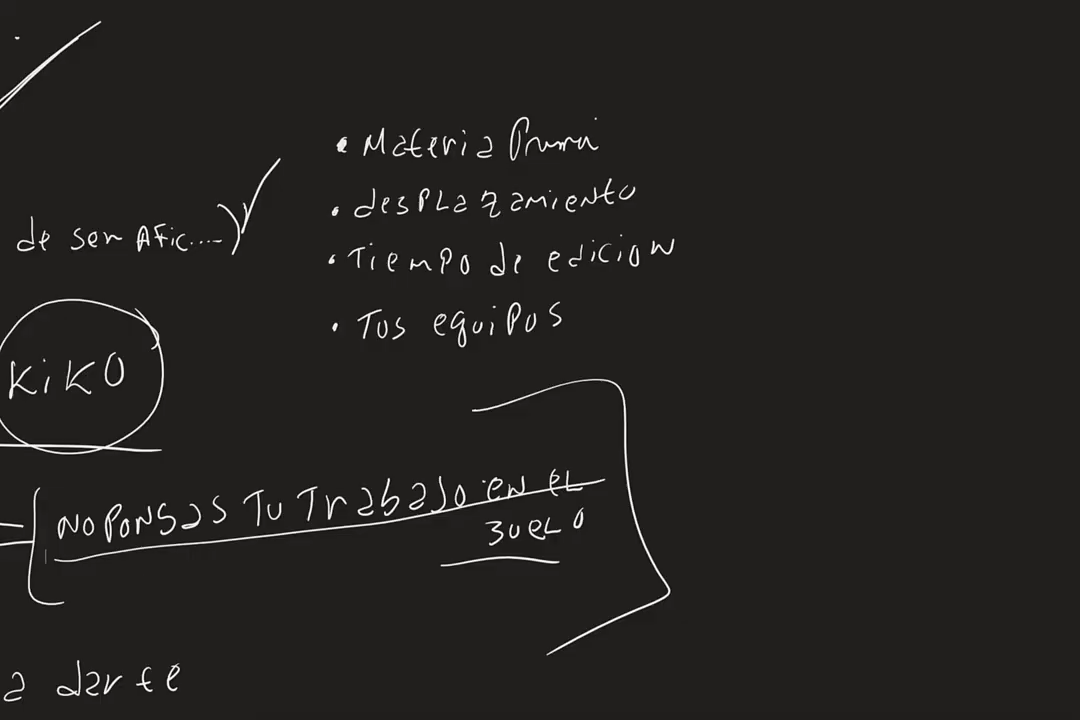 • Materia Prima
• desPLazamiento
de ser AFic....)
• Tiempo de edicion
• Tus equipos
KiKO
NO PONGAS TU TrabaJo en eL
SUELO
a darte